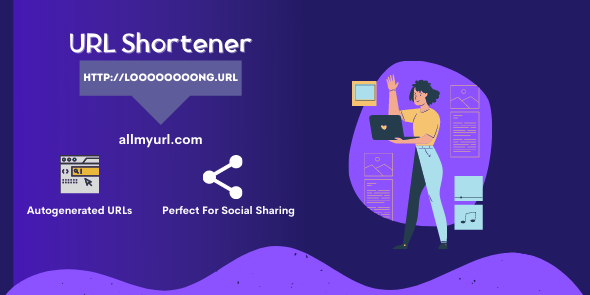 URL Shortener
HTTP://LOOOOOOOONG.URL
allmyurl.com
Autogenerated URLs
Perfect For Social Sharing